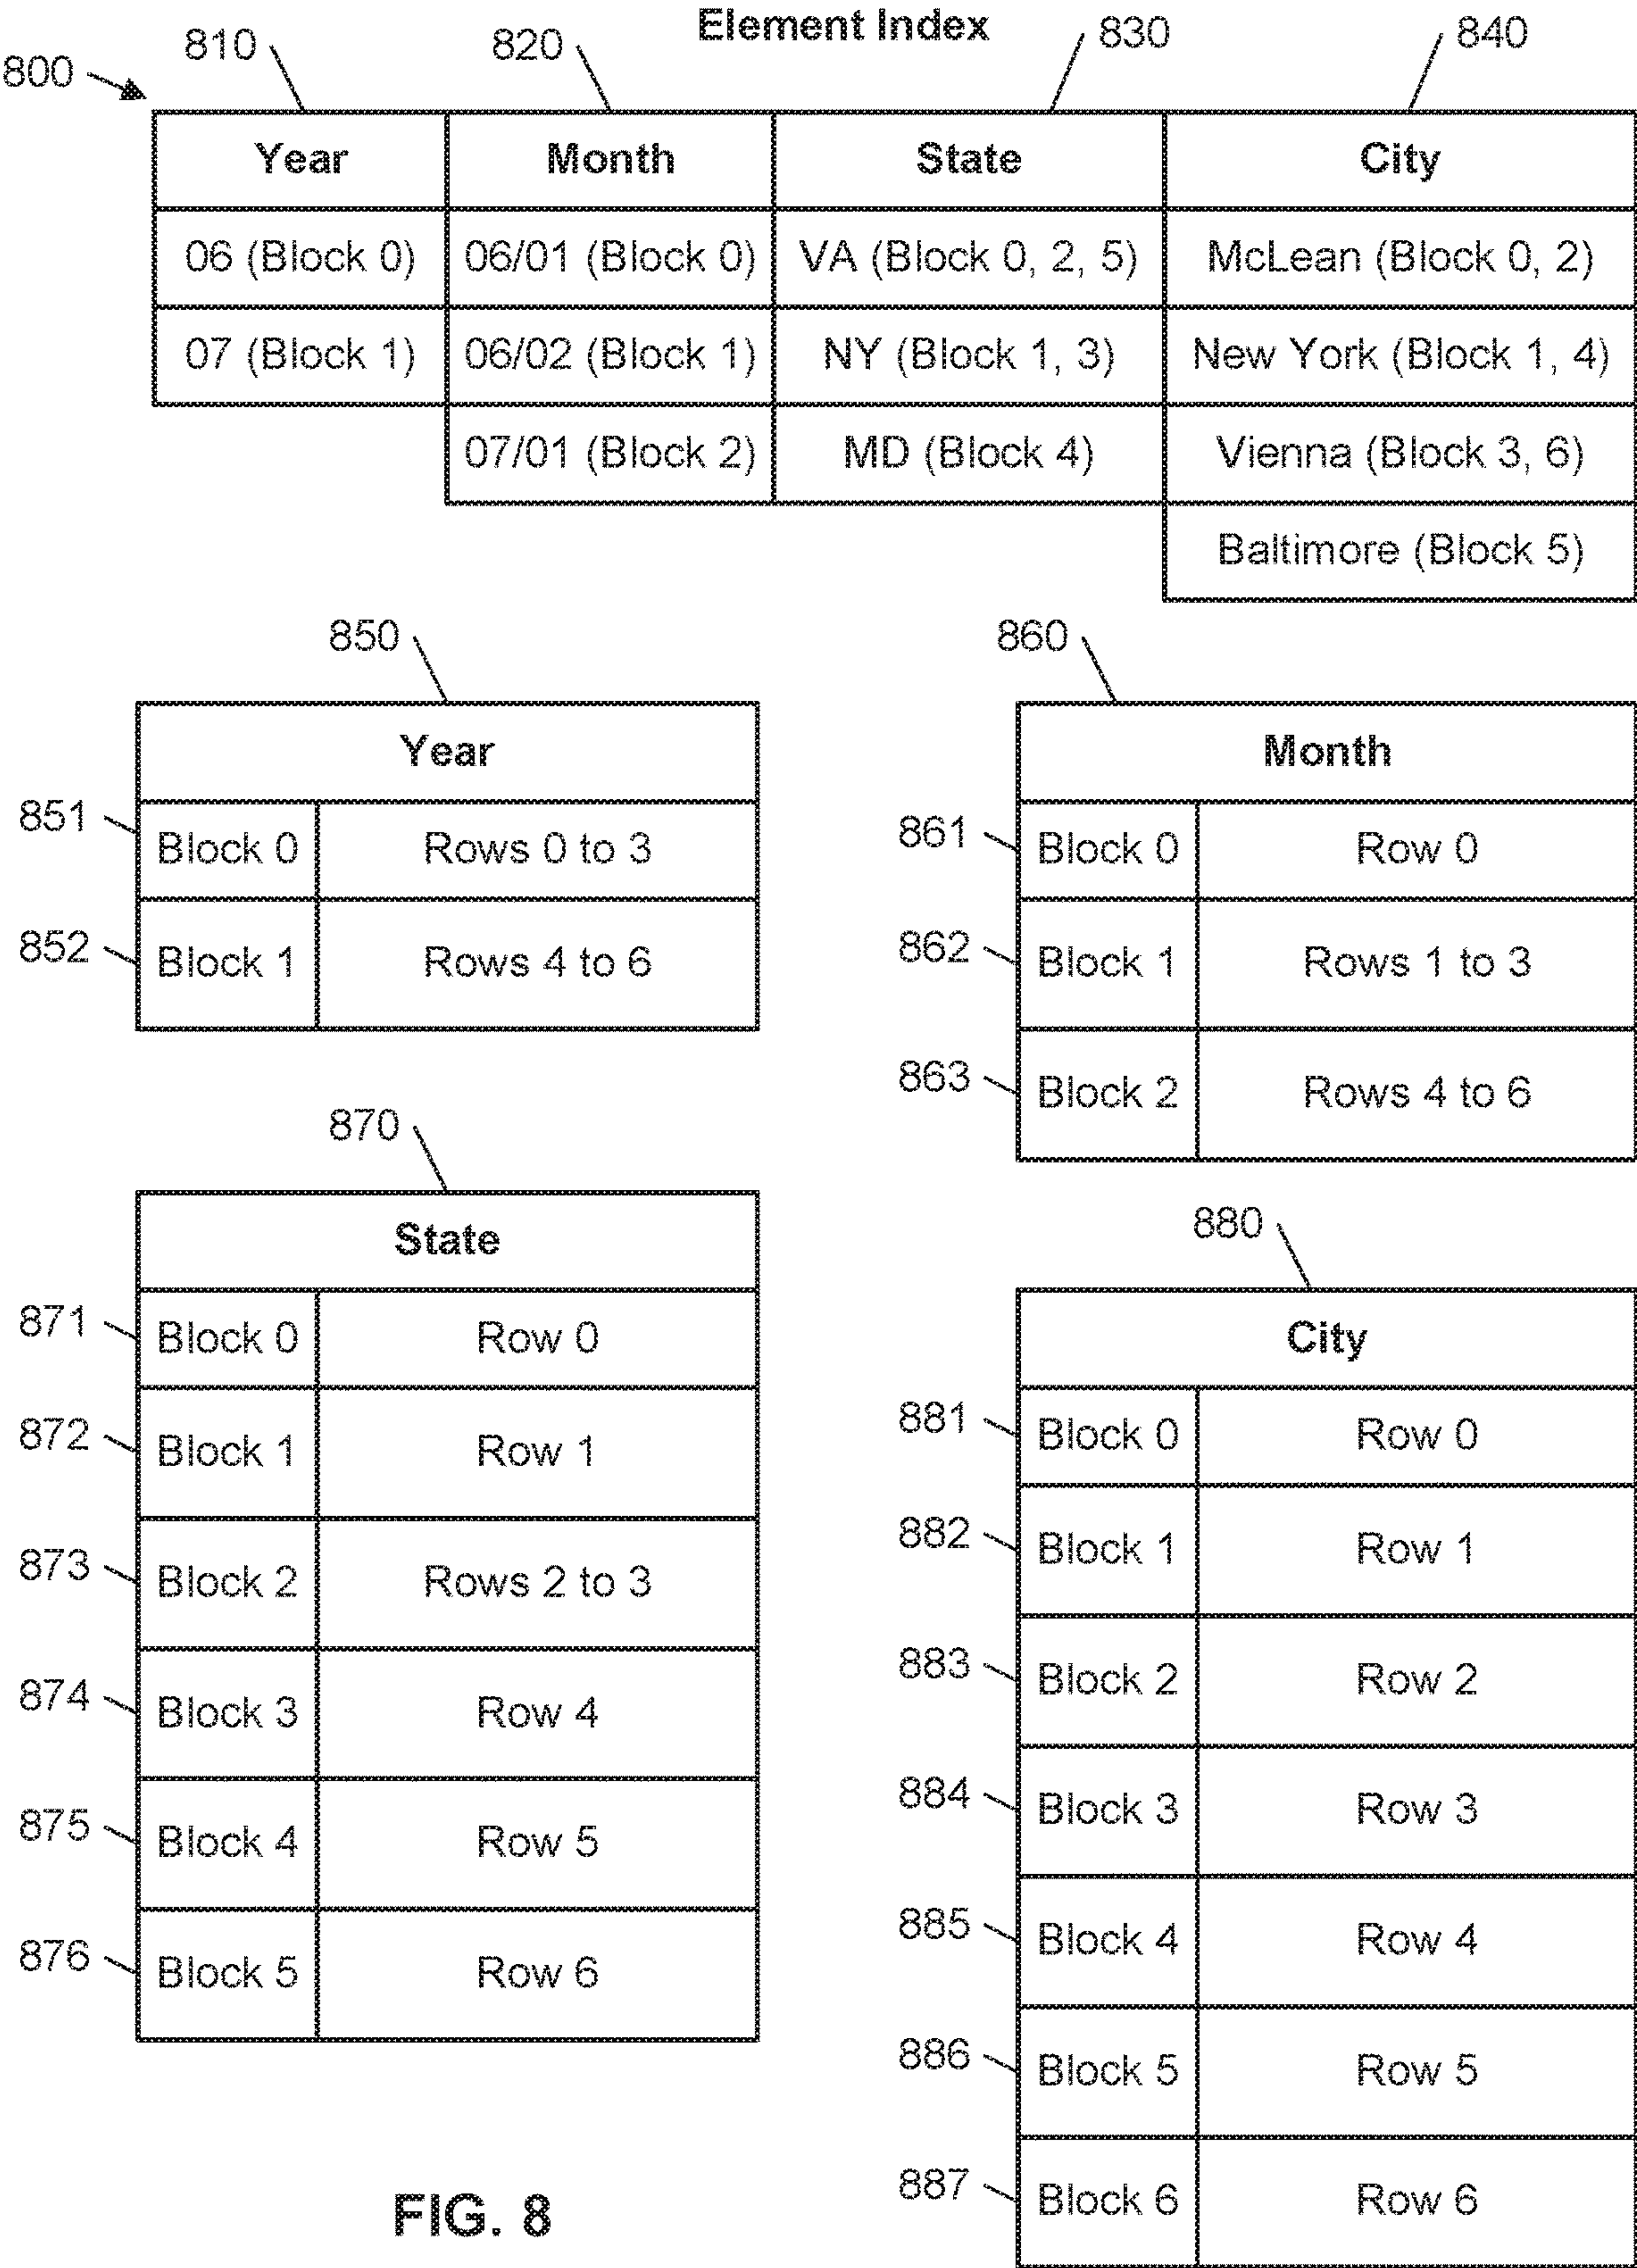 Element Index
800 810 820 830 840
Year Month State City
06 (Block 0) 06/01 (Block 0) VA (Block 0, 2, 5) McLean (Block 0, 2)
07 (Block 1) 06/02 (Block 1) NY (Block 1, 3) New York (Block 1, 4)
07/01 (Block 2) MD (Block 4) Vienna (Block 3, 6)
Baltimore (Block 5)
850
Year
851 Block 0 Rows 0 to 3
852 Block 1 Rows 4 to 6
860
Month
861 Block 0 Row 0
862 Block 1 Rows 1 to 3
863 Block 2 Rows 4 to 6
870
State
871 Block 0 Row 0
872 Block 1 Row 1
873 Block 2 Rows 2 to 3
874 Block 3 Row 4
875 Block 4 Row 5
876 Block 5 Row 6
880
City
881 Block 0 Row 0
882 Block 1 Row 1
883 Block 2 Row 2
884 Block 3 Row 3
885 Block 4 Row 4
886 Block 5 Row 5
887 Block 6 Row 6
FIG. 8